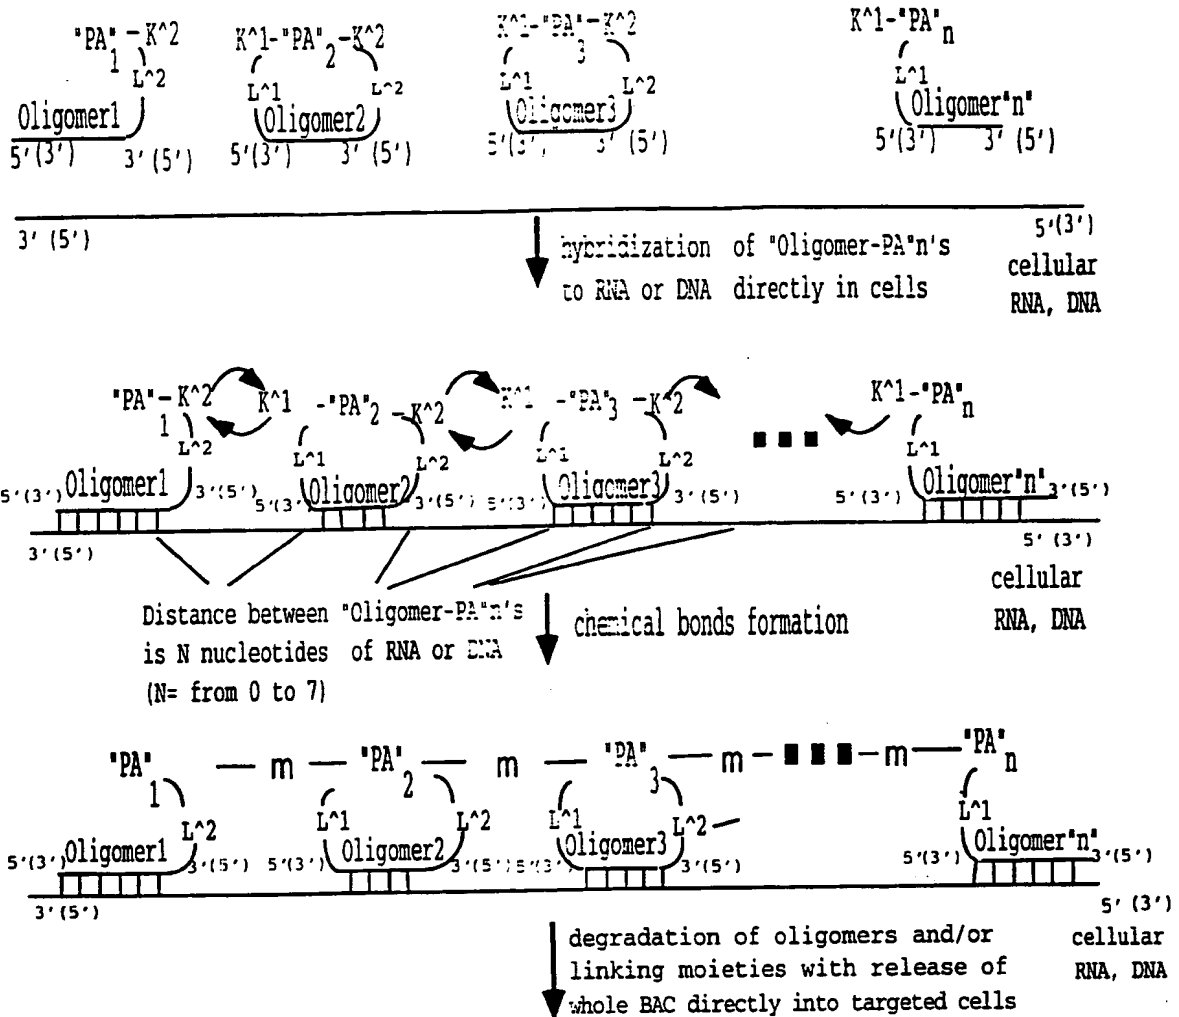 "PA"1 -K^2
L^2
Oligomer1
5'(3') 3'(5')
K^1-"PA"2-K^2
L^1 L^2
Oligomer2
5'(3') 3' (5')
K^1-"PA"3-K^2
L^1 L^2
Oligomer3
5'(3') 3' (5')
K^1-"PA"n
L^1
Oligomer"n"
5'(3') 3' (5')
3' (5') 5'(3')
hybridization of "Oligomer-PA"n's
to RNA or DNA directly in cells
cellular
RNA, DNA
"PA"1-K^2 K^1 -"PA"2 -K^2 K^1 -"PA"3 -K^2 ■ ■ ■ K^1-"PA"n
L^2 L^1 L^2 L^1 L^2 L^1
5'(3') Oligomer1 3'(5') 5'(3') Oligomer2 3'(5') 5'(3') Oligomer3 3'(5') 5'(3') Oligomer"n" 3'(5')
3'(5') 5' (3')
cellular
RNA, DNA
Distance between "Oligomer-PA"n's
is N nucleotides of RNA or DNA
(N= from 0 to 7)
chemical bonds formation
"PA"1 — m — "PA"2 — m — "PA"3 — m — ■ ■ ■ — m — "PA"n
L^2 L^1 L^2 L^1 L^2 L^1
5'(3') Oligomer1 3'(5') 5'(3') Oligomer2 3'(5') 5'(3') Oligomer3 3'(5') 5'(3') Oligomer"n" 3'(5')
3'(5') 5' (3')
degradation of oligomers and/or
linking moieties with release of
whole BAC directly into targeted cells
cellular
RNA, DNA